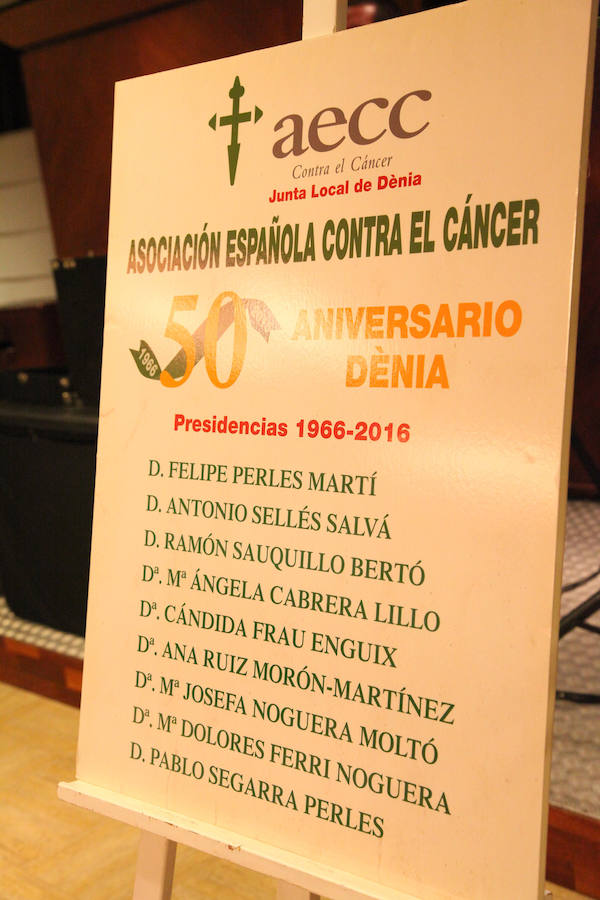 aecc
Contra el Cáncer
Junta Local de Dènia
ASOCIACIÓN ESPAÑOLA CONTRA EL CÁNCER
1966
50 ANIVERSARIO
DÈNIA
Presidencias 1966-2016
D. FELIPE PERLES MARTÍ
D. ANTONIO SELLÉS SALVÁ
D. RAMÓN SAUQUILLO BERTÓ
Dª. Mª ÁNGELA CABRERA LILLO
Dª. CÁNDIDA FRAU ENGUIX
Dª. ANA RUIZ MORÓN-MARTÍNEZ
Dª. Mª JOSEFA NOGUERA MOLTÓ
Dª. Mª DOLORES FERRI NOGUERA
D. PABLO SEGARRA PERLES